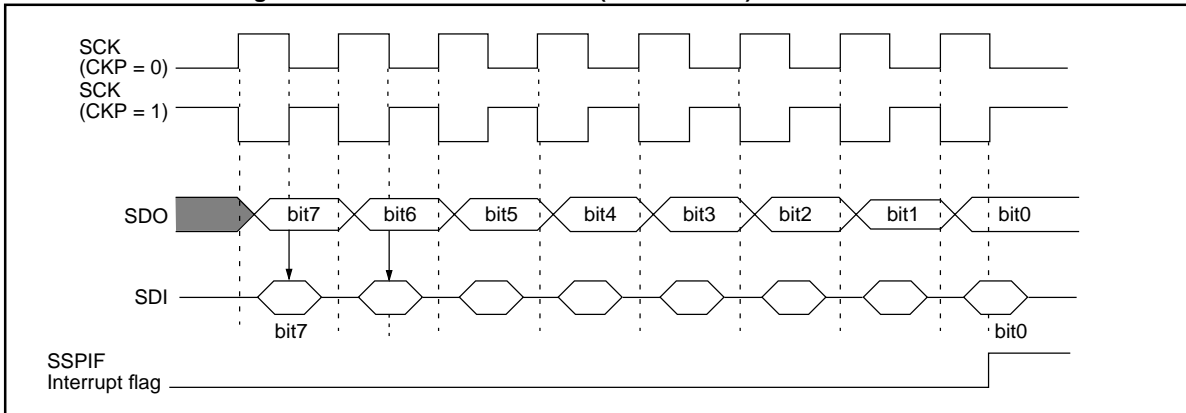 SCK
(CKP = 0)
SCK
(CKP = 1)
SDO
bit7
bit6
bit5
bit4
bit3
bit2
bit1
bit0
SDI
bit7
bit0
SSPIF
Interrupt flag